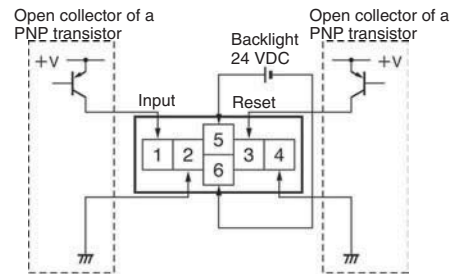 Open collector of a
PNP transistor
Open collector of a
PNP transistor
Backlight
24 VDC
+V
+V
Input
Reset
5
1 2 3 4
6